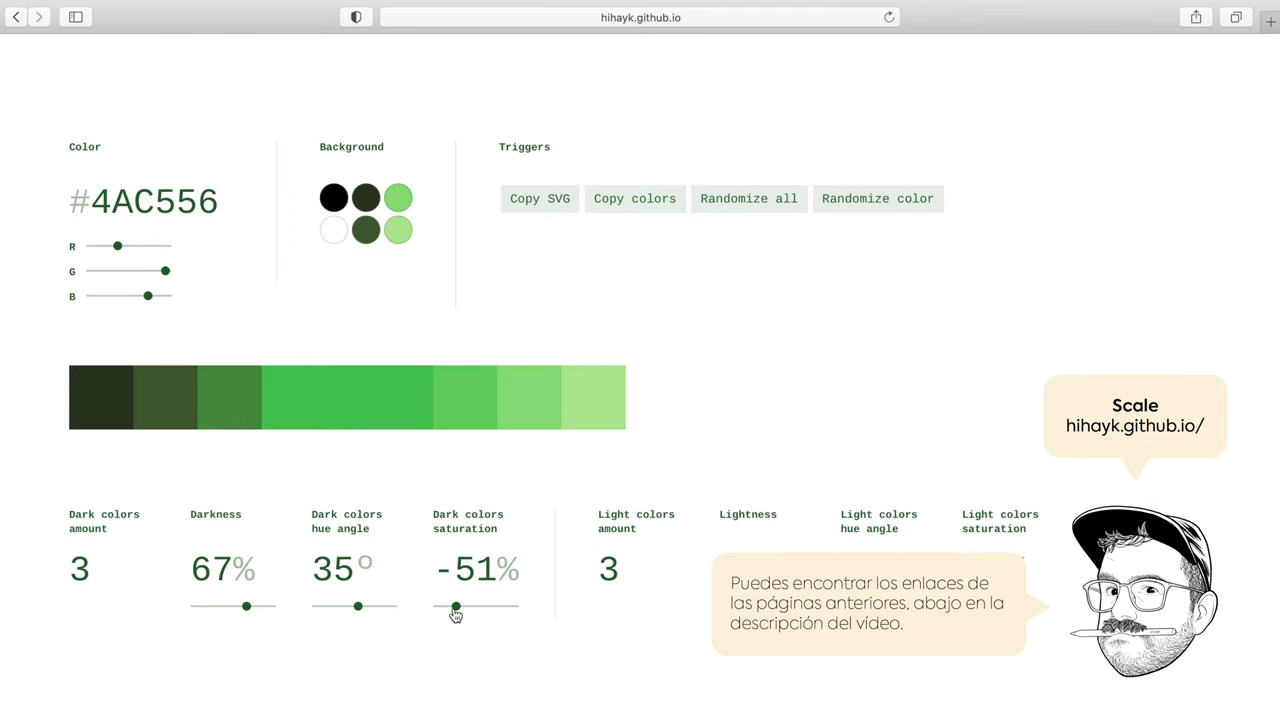 hihayk.github.io
Color
Background
Triggers
#4AC556
Copy SVG
Copy colors
Randomize all
Randomize color
R
G
B
Scale
hihayk.github.io/
Dark colors
amount
Darkness
Dark colors
hue angle
Dark colors
saturation
Light colors
amount
Lightness
Light colors
hue angle
Light colors
saturation
3
67%
35º
-51%
3
Puedes encontrar los enlaces de
las páginas anteriores, abajo en la
descripción del vídeo.